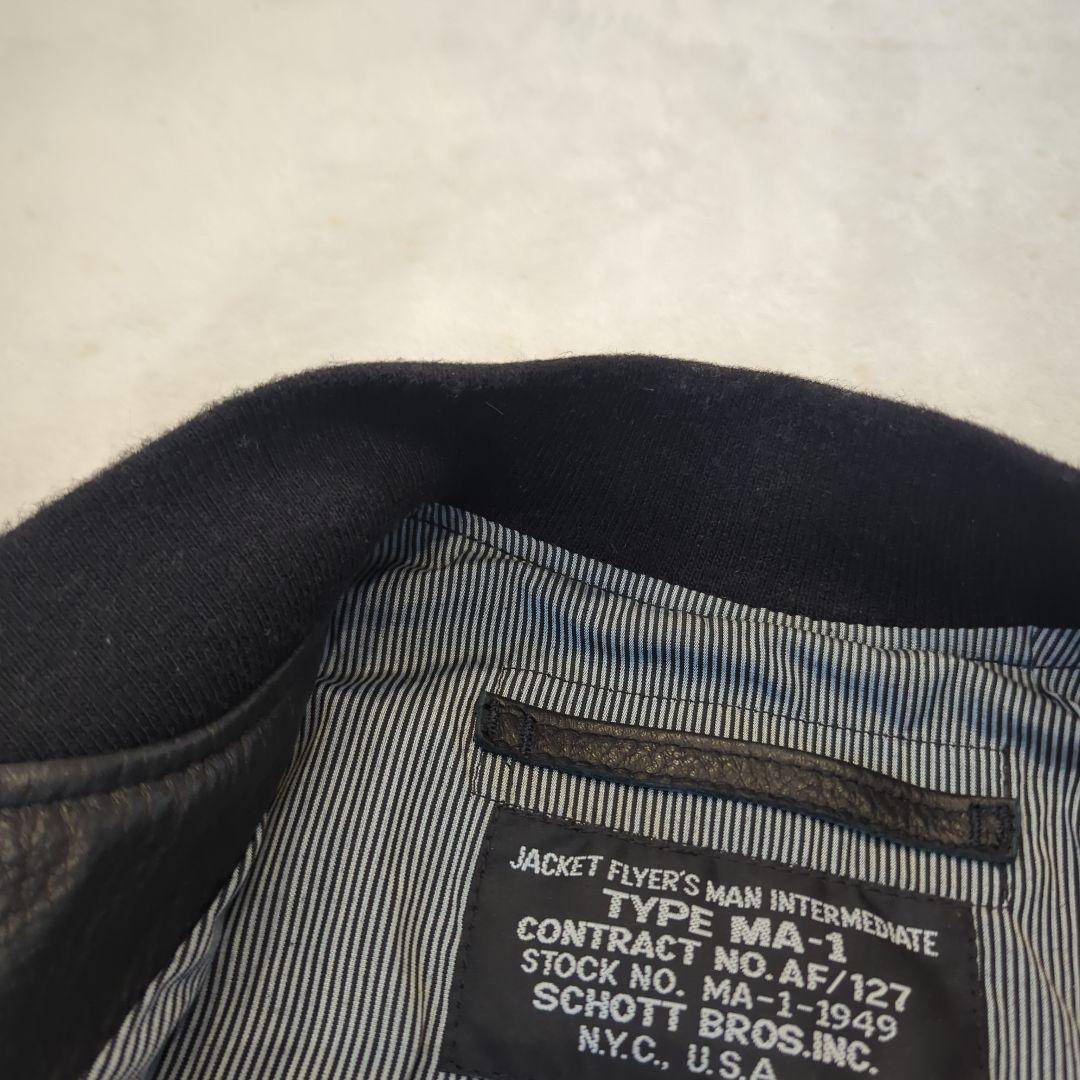 JACKET FLYER'S MAN INTERMEDIATE
TYPE MA-1
CONTRACT NO. AF/127
STOCK NO. MA-1-1949
SCHOTT BROS.INC.
N.Y.C., U.S.A